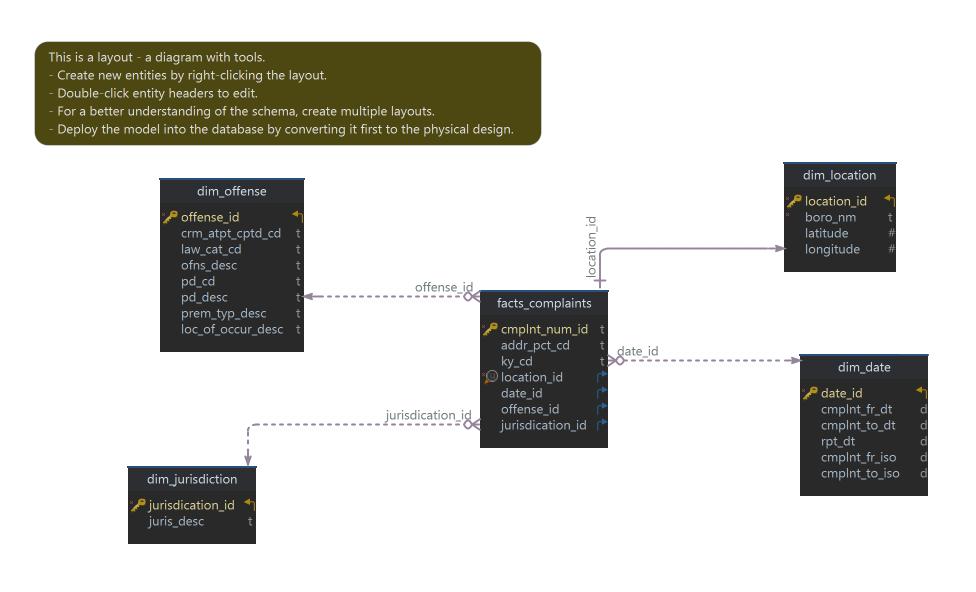 This is a layout - a diagram with tools.
- Create new entities by right-clicking the layout.
- Double-click entity headers to edit.
- For a better understanding of the schema, create multiple layouts.
- Deploy the model into the database by converting it first to the physical design.
dim_offense
offense_id
crm_atpt_cptd_cd t
law_cat_cd t
ofns_desc t
pd_cd t
pd_desc t
prem_typ_desc t
loc_of_occur_desc t
dim_location
location_id
boro_nm t
latitude #
longitude #
location_id
offense_id
facts_complaints
cmplnt_num_id t
addr_pct_cd t
ky_cd t
location_id
date_id
offense_id
jurisdication_id
date_id
dim_date
date_id
cmplnt_fr_dt d
cmplnt_to_dt d
rpt_dt d
cmplnt_fr_iso d
cmplnt_to_iso d
jurisdication_id
dim_jurisdiction
jurisdication_id
juris_desc t